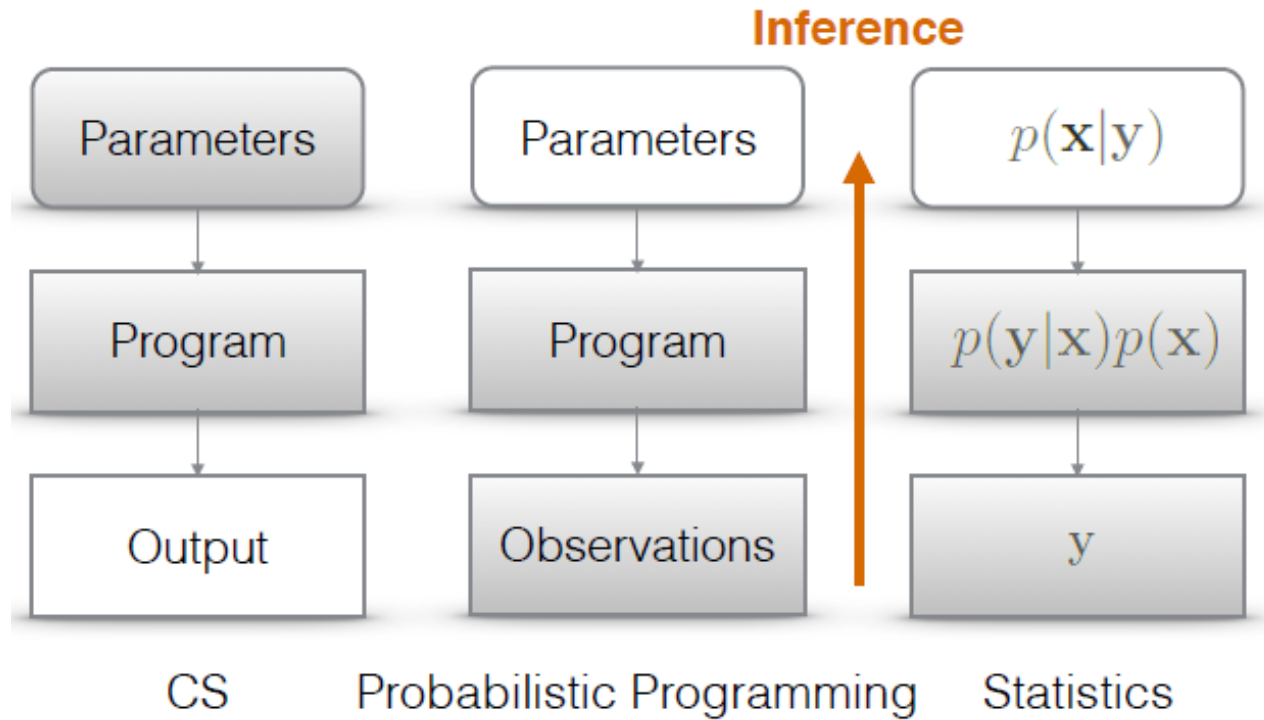 Inference
Parameters
Parameters
p(x|y)
Program
Program
p(y|x)p(x)
Output
Observations
y
CS
Probabilistic Programming
Statistics